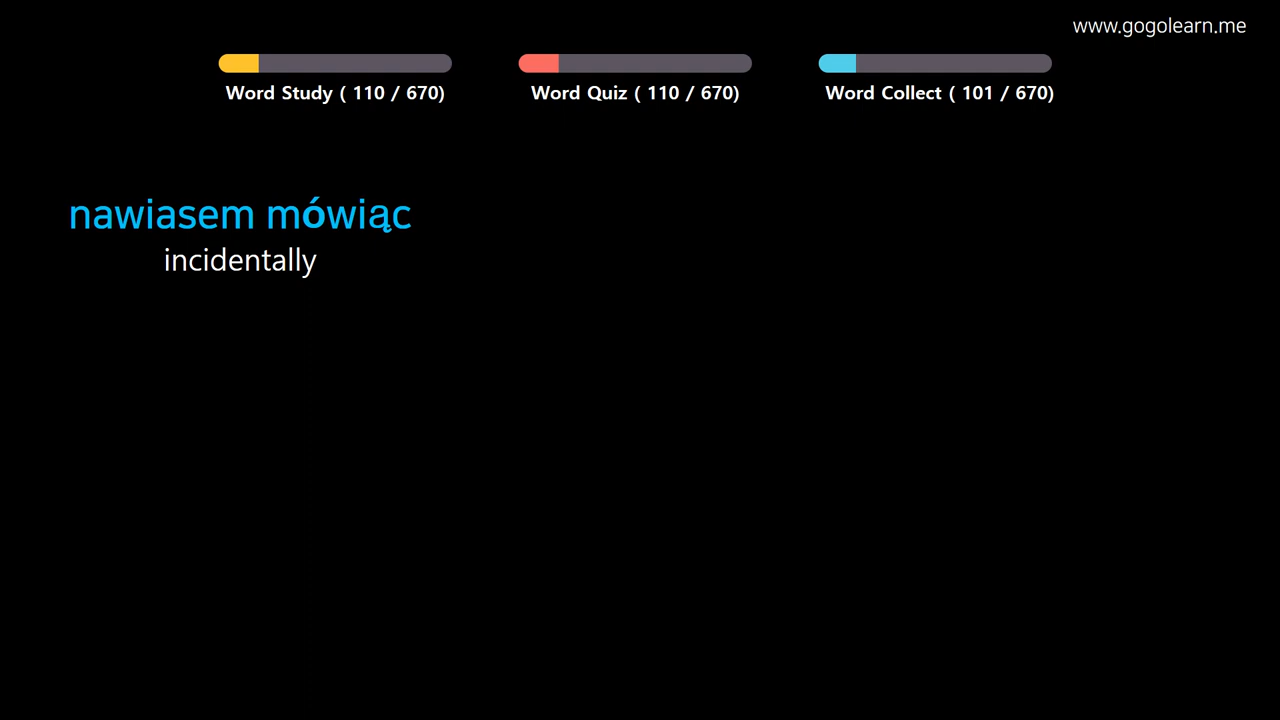 www.gogolearn.me
Word Study ( 110 / 670)
Word Quiz ( 110 / 670)
Word Collect ( 101 / 670)
nawiasem mówiąc
incidentally